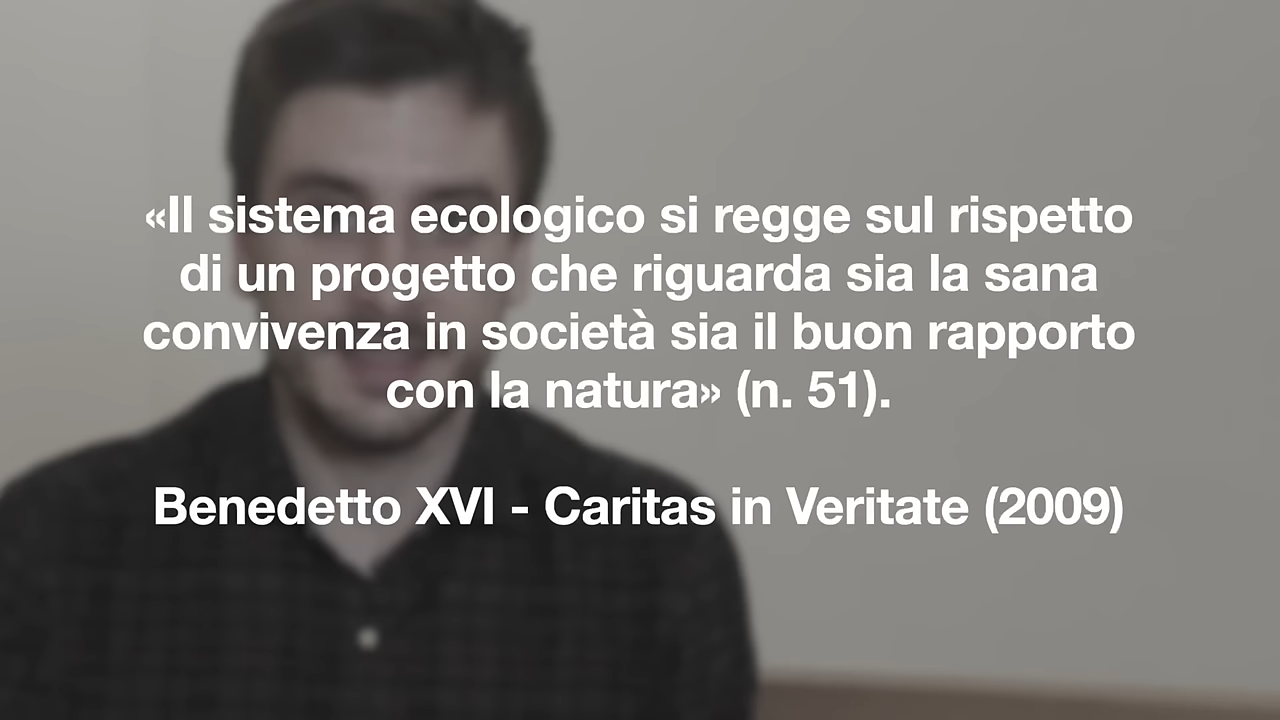 «Il sistema ecologico si regge sul rispetto
di un progetto che riguarda sia la sana
convivenza in società sia il buon rapporto
con la natura» (n. 51).
Benedetto XVI - Caritas in Veritate (2009)